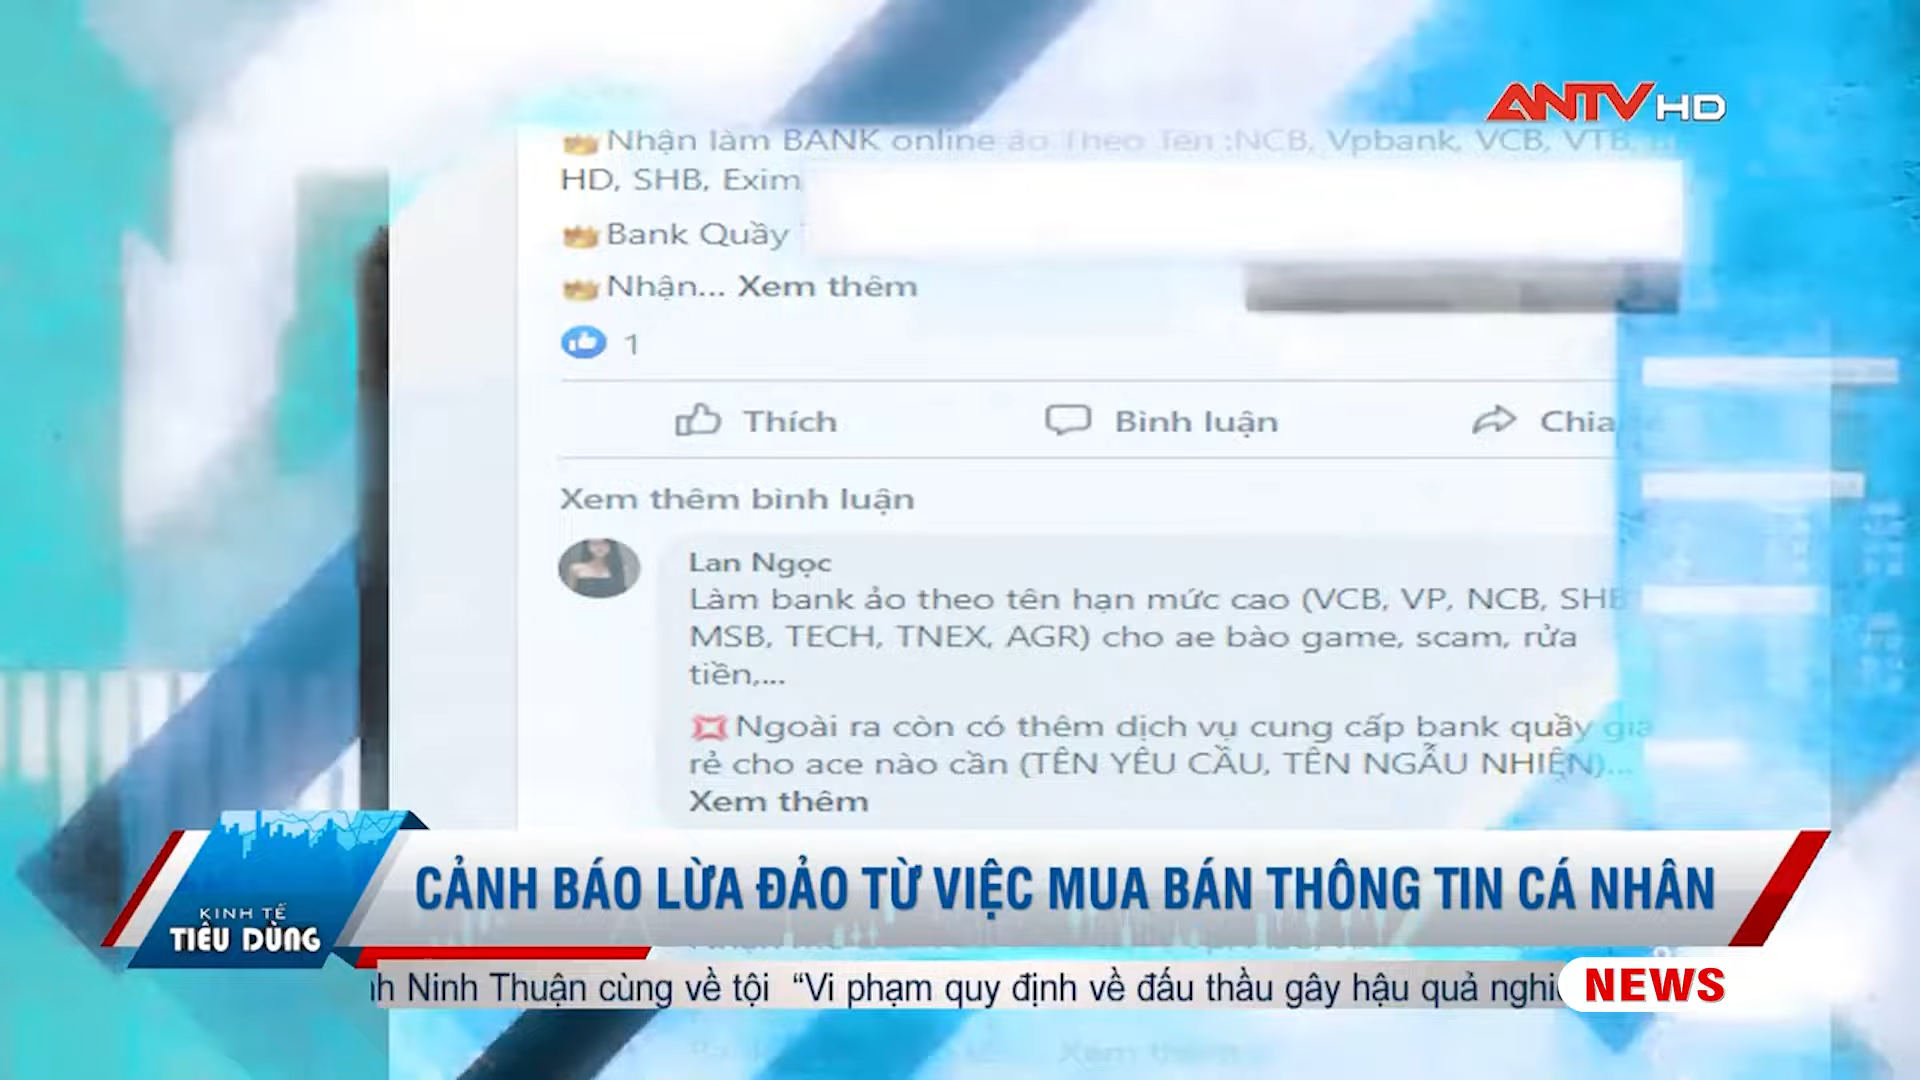 ANTV HD
Nhận làm BANK online ảo Theo Tên :NCB, Vpbank, VCB, VTB,
HD, SHB, Exim
Bank Quầy
Nhận... Xem thêm
1
Thích Bình luận Chia
Xem thêm bình luận
Lan Ngọc
Làm bank ảo theo tên hạn mức cao (VCB, VP, NCB, SHB
MSB, TECH, TNEX, AGR) cho ae bào game, scam, rửa
tiền,...
Ngoài ra còn có thêm dịch vụ cung cấp bank quầy giá
rẻ cho ace nào cần (TÊN YÊU CẦU, TÊN NGẪU NHIÊN)...
Xem thêm
KINH TẾ
TIÊU DÙNG
CẢNH BÁO LỪA ĐẢO TỪ VIỆC MUA BÁN THÔNG TIN CÁ NHÂN
nh Ninh Thuận cùng về tội “Vi phạm quy định về đấu thầu gây hậu quả nghi
NEWS
Xem thêm